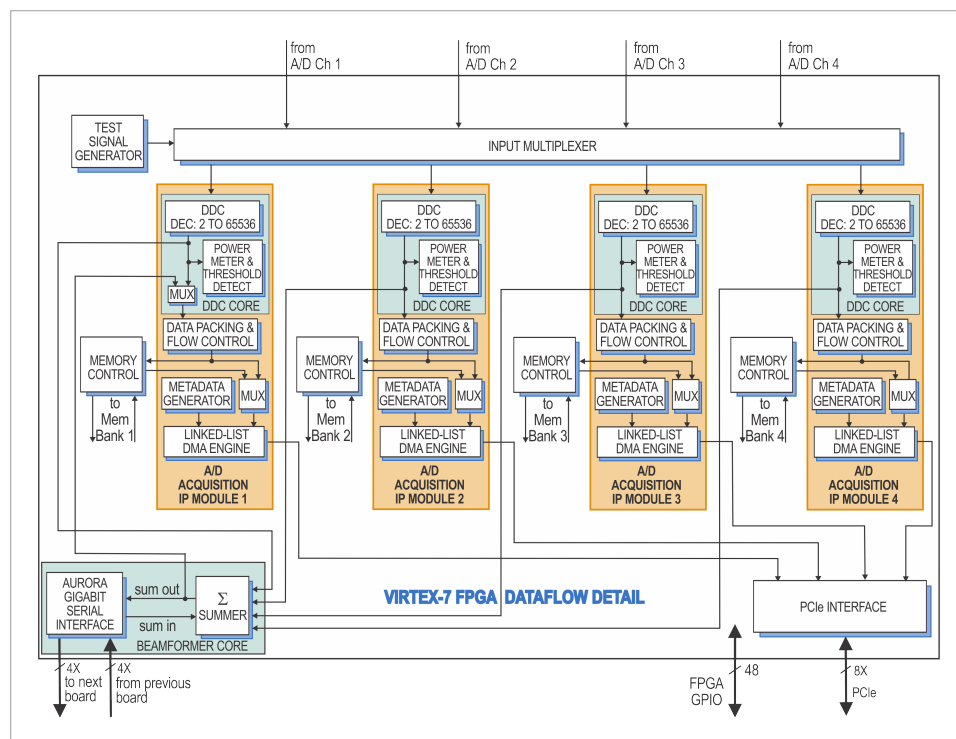 from
A/D Ch 1
from
A/D Ch 2
from
A/D Ch 3
from
A/D Ch 4
TEST
SIGNAL
GENERATOR
INPUT MULTIPLEXER
DDC
DEC: 2 TO 65536
POWER
METER &
THRESHOLD
DETECT
MUX
DDC CORE
DATA PACKING &
FLOW CONTROL
MEMORY
CONTROL
METADATA
GENERATOR
MUX
to
Mem
Bank 1
LINKED-LIST
DMA ENGINE
A/D
ACQUISITION
IP MODULE 1
DDC
DEC: 2 TO 65536
POWER
METER &
THRESHOLD
DETECT
DDC CORE
DATA PACKING &
FLOW CONTROL
MEMORY
CONTROL
METADATA
GENERATOR
MUX
to
Mem
Bank 2
LINKED-LIST
DMA ENGINE
A/D
ACQUISITION
IP MODULE 2
DDC
DEC: 2 TO 65536
POWER
METER &
THRESHOLD
DETECT
DDC CORE
DATA PACKING &
FLOW CONTROL
MEMORY
CONTROL
METADATA
GENERATOR
MUX
to
Mem
Bank 3
LINKED-LIST
DMA ENGINE
A/D
ACQUISITION
IP MODULE 3
DDC
DEC: 2 TO 65536
POWER
METER &
THRESHOLD
DETECT
DDC CORE
DATA PACKING &
FLOW CONTROL
MEMORY
CONTROL
METADATA
GENERATOR
MUX
to
Mem
Bank 4
LINKED-LIST
DMA ENGINE
A/D
ACQUISITION
IP MODULE 4
AURORA
GIGABIT
SERIAL
INTERFACE
sum out
sum in
Σ
SUMMER
BEAMFORMER CORE
VIRTEX-7 FPGA DATAFLOW DETAIL
PCIe INTERFACE
4X
to next
board
4X
from previous
board
48
FPGA
GPIO
8X
PCIe